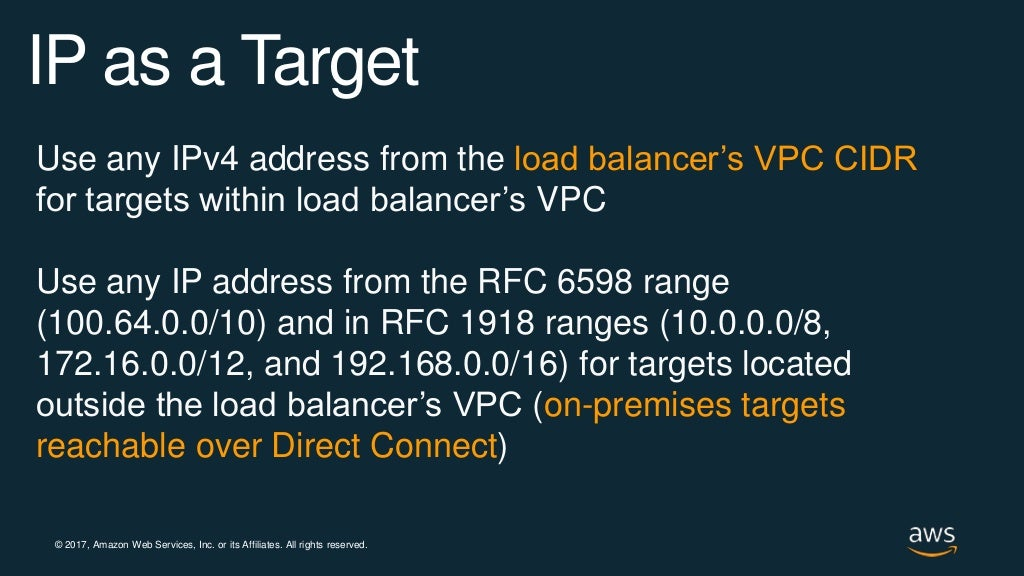 IP as a Target
Use any IPv4 address from the load balancer’s VPC CIDR
for targets within load balancer’s VPC
Use any IP address from the RFC 6598 range
(100.64.0.0/10) and in RFC 1918 ranges (10.0.0.0/8,
172.16.0.0/12, and 192.168.0.0/16) for targets located
outside the load balancer’s VPC (on-premises targets
reachable over Direct Connect)
© 2017, Amazon Web Services, Inc. or its Affiliates. All rights reserved.
aws